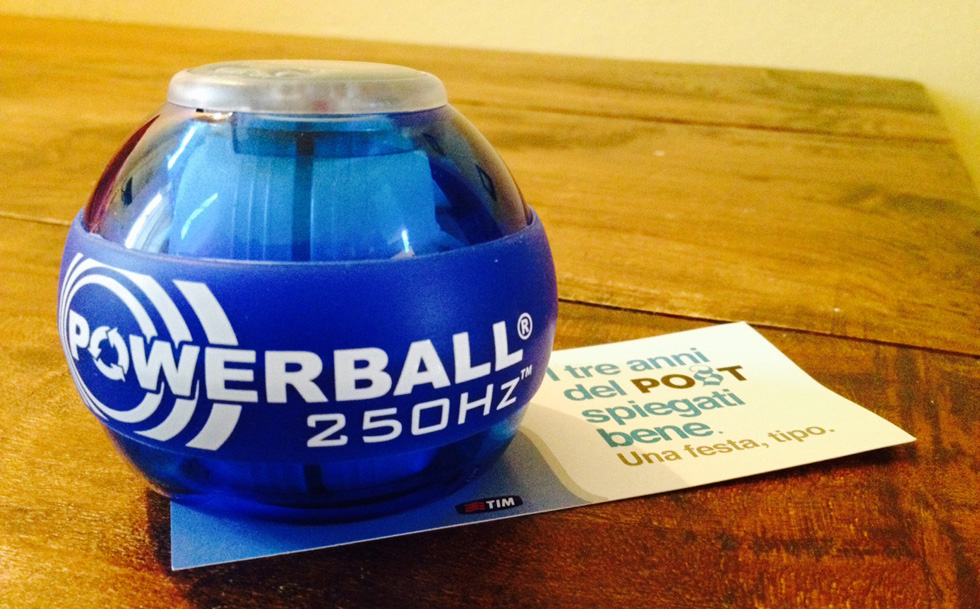 POWERBALL®
250HZ™
I tre anni
del POST
spiegati
bene.
Una festa, tipo.
TIM